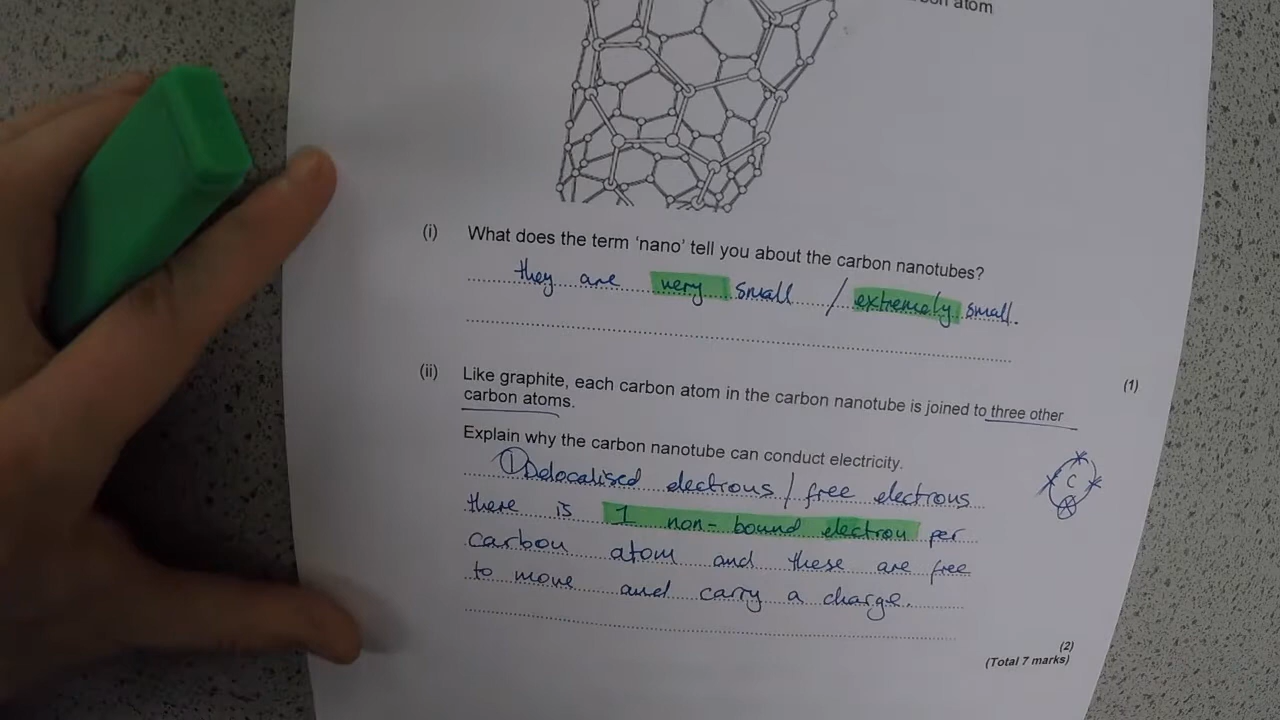 atom
(i) What does the term 'nano' tell you about the carbon nanotubes?
they are very small / extremely small.
(1)
(ii) Like graphite, each carbon atom in the carbon nanotube is joined to three other
carbon atoms.
Explain why the carbon nanotube can conduct electricity.
① Delocalised electrons / free electrons
there is 1 non-bound electron per
carbon atom and these are free
to move and carry a charge.
C
(2)
(Total 7 marks)